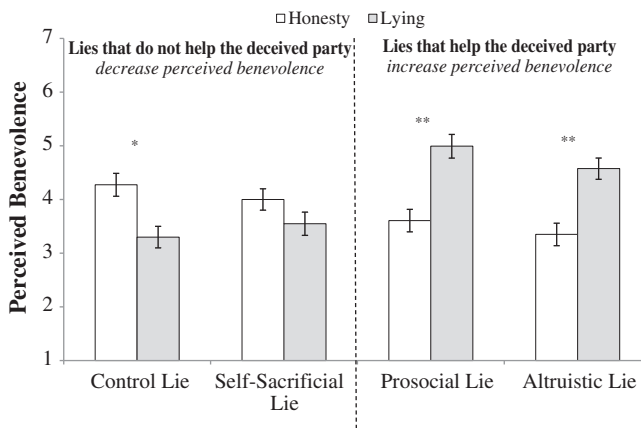 Honesty Lying
Lies that do not help the deceived party
decrease perceived benevolence
Lies that help the deceived party
increase perceived benevolence
Perceived Benevolence
7
6
5
4
3
2
1
*
**
**
Control Lie
Self-Sacrificial
Lie
Prosocial Lie
Altruistic Lie